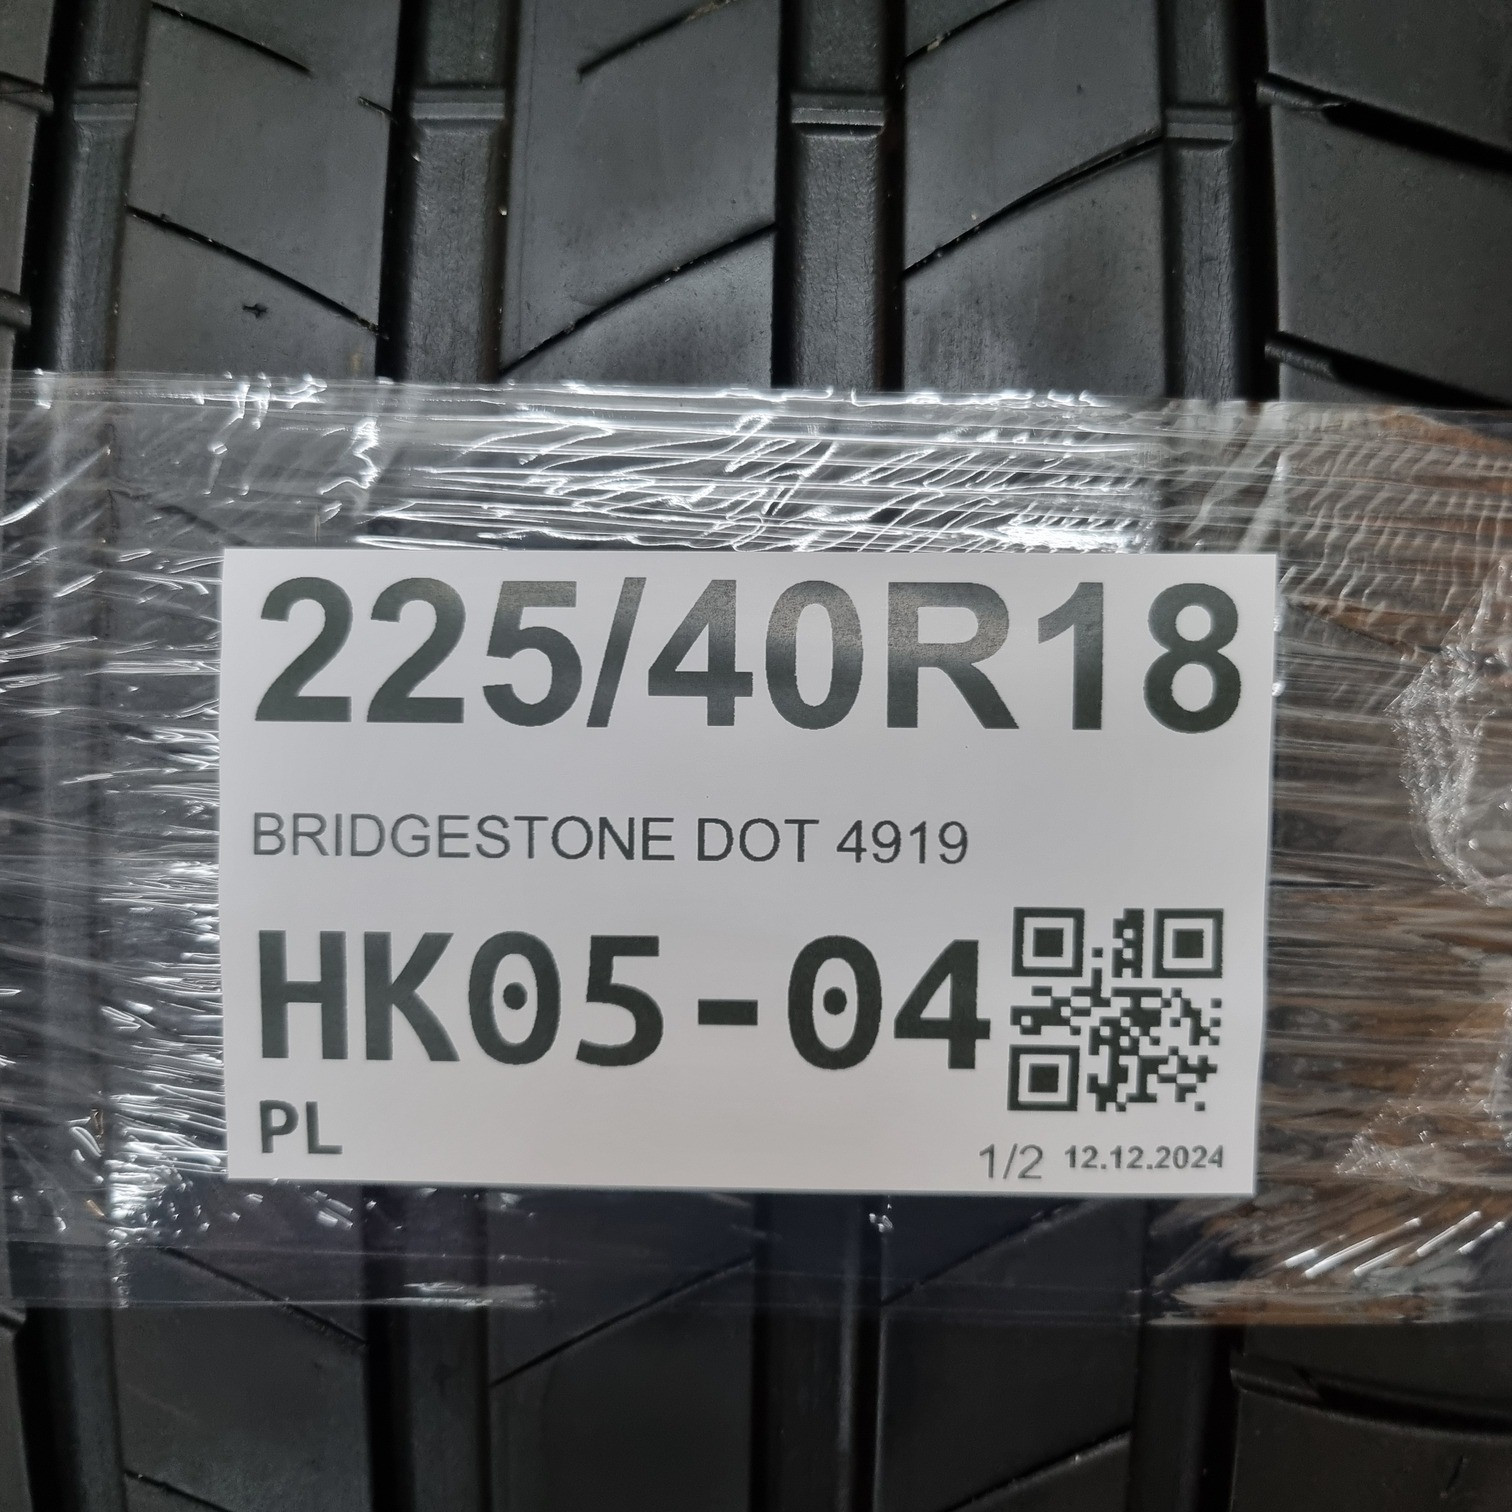 225/40R18
BRIDGESTONE DOT 4919
HK05-04
PL
1/2 12.12.2024